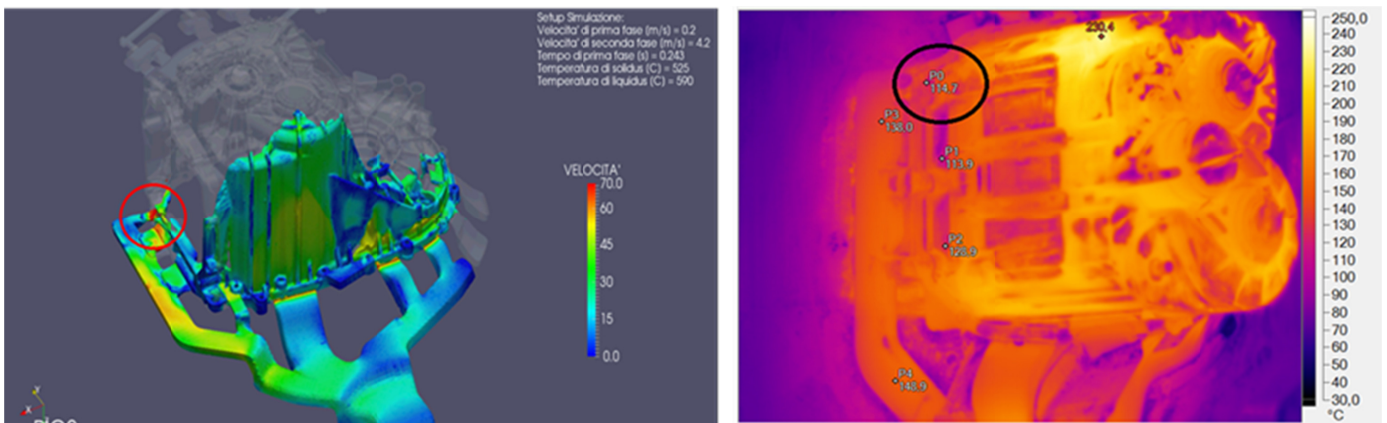 Setup Simulazione:
Velocita' di prima fase (m/s) = 0.2
Velocita' di seconda fase (m/s) = 4.2
Tempo di prima fase (s) = 0.243
Temperatura di solidus (C) = 525
Temperatura di liquidus (C) = 590
VELOCITA'
70.0
60
45
30
15
0.0
Y
X
Z
230,4
P0
114,7
P3
138,0
P1
113,9
P2
P4
148,9
250,0
240
230
220
210
200
190
180
170
160
150
140
130
120
110
100
90
80
70
60
50
40
30,0
°C